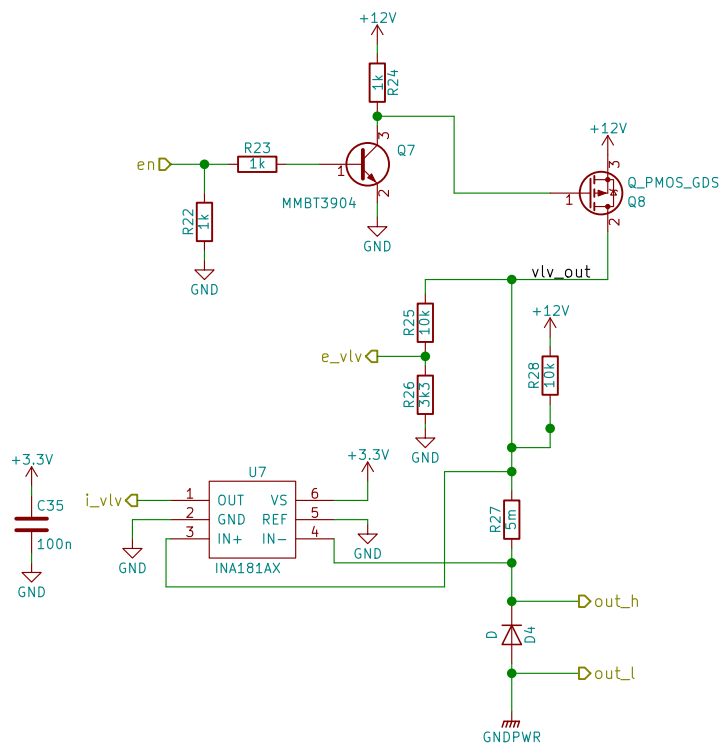 +12V
1k
R24
3
Q7
en
R23
1k
1
MMBT3904
2
R22
1k
GND
GND
+12V
3
Q_PMOS_GDS
Q8
1
2
vlv_out
R25
10k
+12V
e_vlv
R28
10k
R26
3k3
GND
+3.3V
C35
100n
GND
U7
+3.3V
i_vlv
1
OUT
VS
6
2
GND
REF
5
3
IN+
IN-
4
GND
GND
INA181AX
R27
5m
out_h
D
D4
out_l
GNDPWR